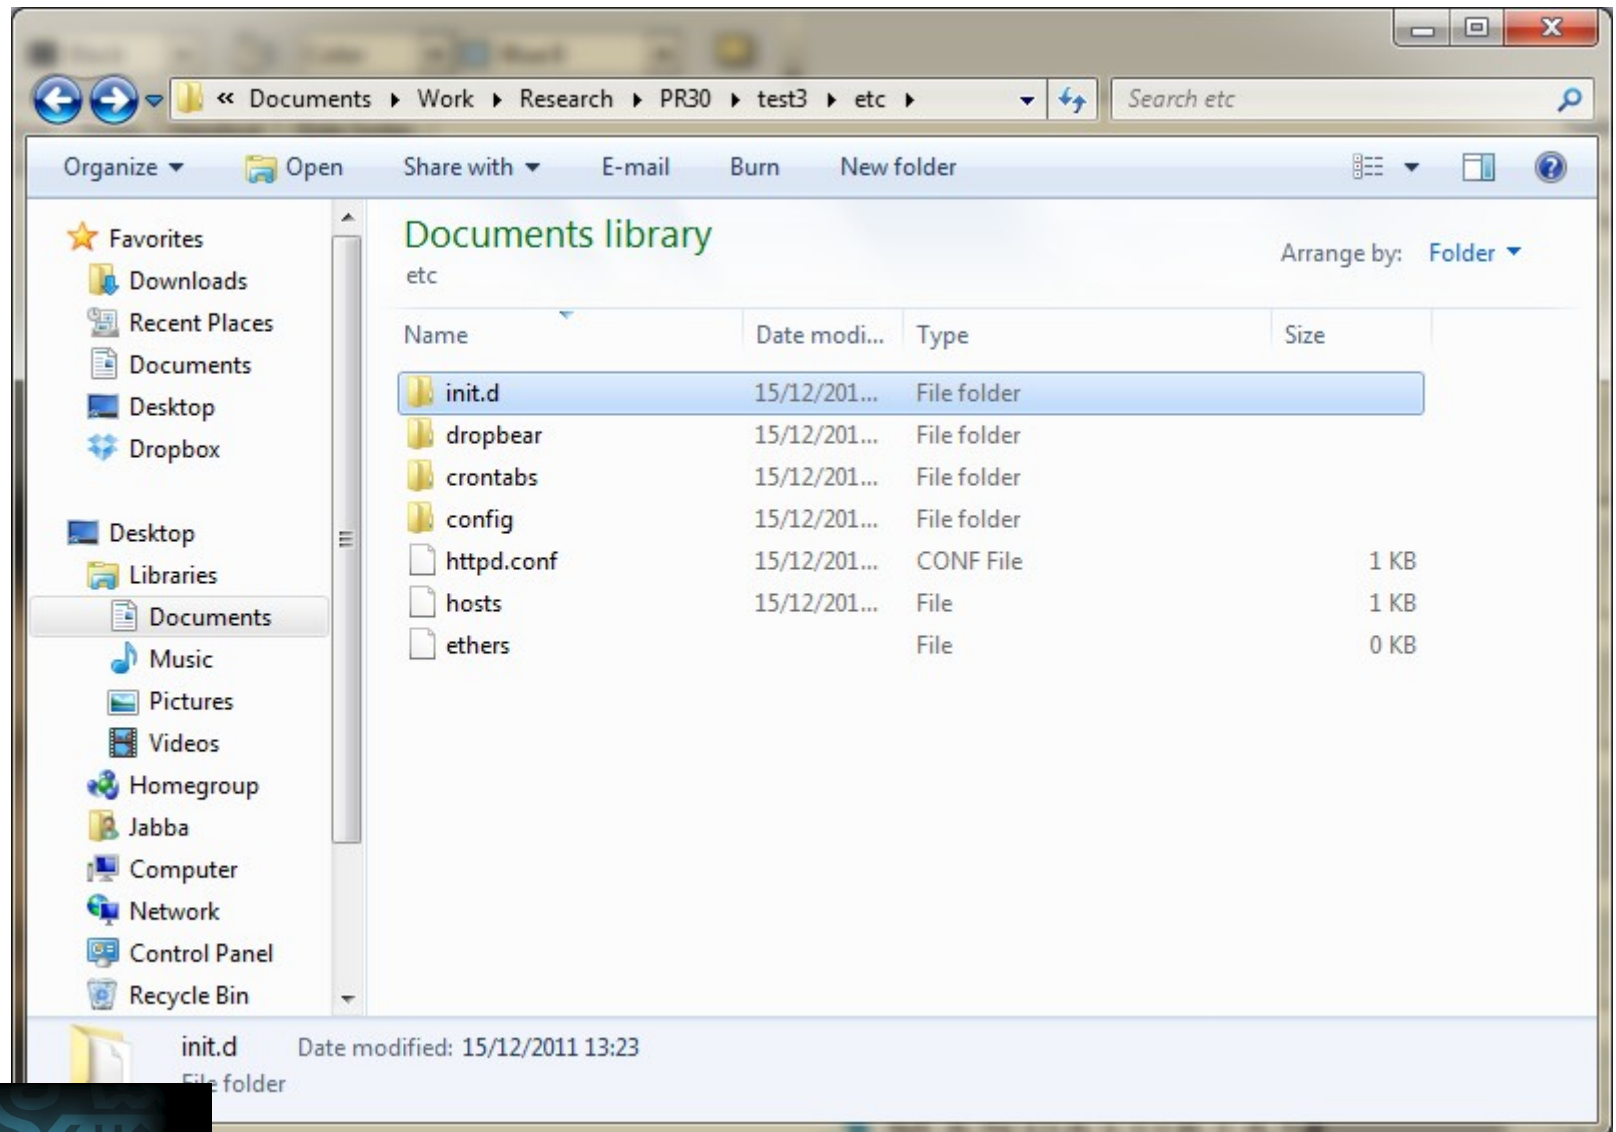 « Documents ▸ Work ▸ Research ▸ PR30 ▸ test3 ▸ etc ▸
Search etc
Organize Open Share with E-mail Burn New folder
Favorites
Downloads
Recent Places
Documents
Desktop
Dropbox
Desktop
Libraries
Documents
Music
Pictures
Videos
Homegroup
Jabba
Computer
Network
Control Panel
Recycle Bin
Documents library
etc
Arrange by: Folder
Name Date modi... Type Size
init.d 15/12/201... File folder
dropbear 15/12/201... File folder
crontabs 15/12/201... File folder
config 15/12/201... File folder
httpd.conf 15/12/201... CONF File 1 KB
hosts 15/12/201... File 1 KB
ethers File 0 KB
init.d Date modified: 15/12/2011 13:23
File folder